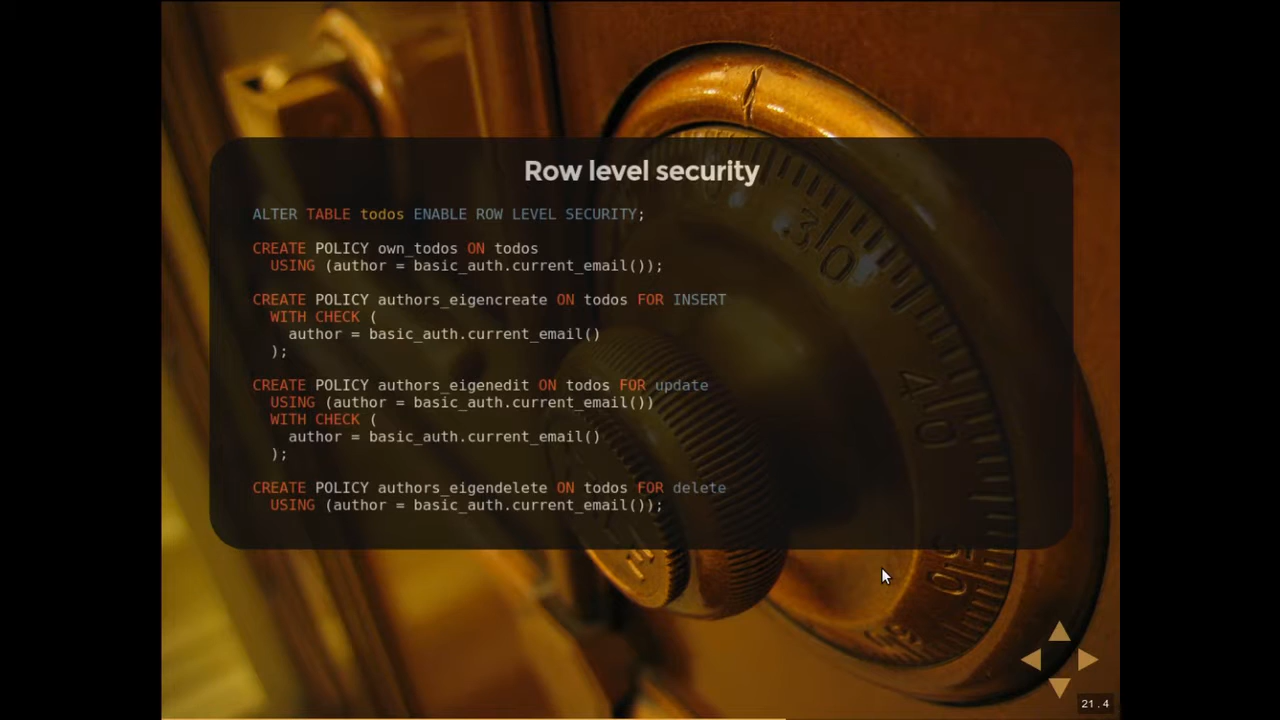 Row level security
ALTER TABLE todos ENABLE ROW LEVEL SECURITY;
CREATE POLICY own_todos ON todos
  USING (author = basic_auth.current_email());
CREATE POLICY authors_eigencreate ON todos FOR INSERT
  WITH CHECK (
    author = basic_auth.current_email()
  );
CREATE POLICY authors_eigenedit ON todos FOR update
  USING (author = basic_auth.current_email())
  WITH CHECK (
    author = basic_auth.current_email()
  );
CREATE POLICY authors_eigendelete ON todos FOR delete
  USING (author = basic_auth.current_email());
30
40
50
21.4